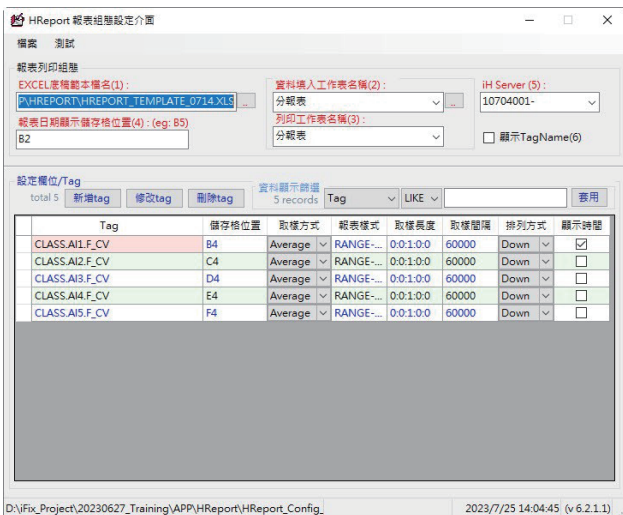 HReport 報表組態設定介面
檔案 測試
報表列印組態
EXCEL底稿範本檔名(1) : 資料填入工作表名稱(2) : iH Server (5) :
P\HREPORT\HREPORT_TEMPLATE_0714.XLS .. 分報表 .. 10704001-
報表日期顯示儲存格位置(4) : (eg: B5) 列印工作表名稱(3) :
B2 分報表 顯示TagName(6)
設定欄位/Tag 資料顯示篩選
total 5 新增tag 修改tag 刪除tag 5 records Tag LIKE 套用
Tag 儲存格位置 取樣方式 報表樣式 取樣長度 取樣間隔 排列方式 顯示時間
CLASS.AI1.F_CV B4 Average RANGE-... 0:0:1:0:0 60000 Down
CLASS.AI2.F_CV C4 Average RANGE-... 0:0:1:0:0 60000 Down
CLASS.AI3.F_CV D4 Average RANGE-... 0:0:1:0:0 60000 Down
CLASS.AI4.F_CV E4 Average RANGE-... 0:0:1:0:0 60000 Down
CLASS.AI5.F_CV F4 Average RANGE-... 0:0:1:0:0 60000 Down
D:\iFix_Project\20230627_Training\APP\HReport\HReport_Config_ 2023/7/25 14:04:45 (v 6.2.1.1)